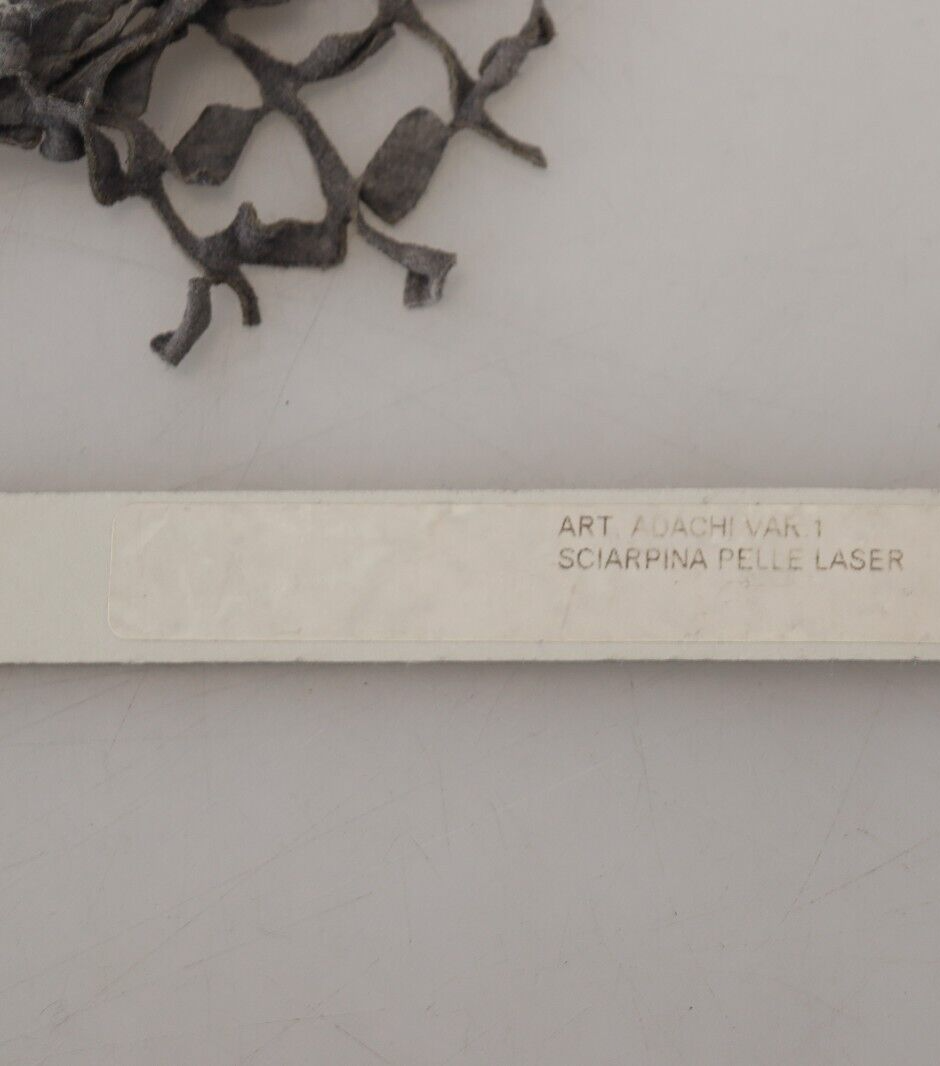 ART. ADACHI VAR.1
SCIARPINA PELLE LASER